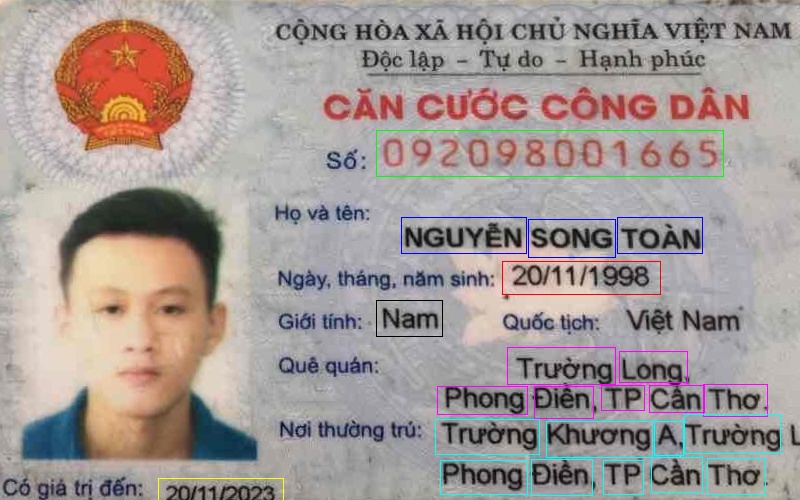 CỘNG HÒA XÃ HỘI CHỦ NGHĨA VIỆT NAM
Độc lập - Tự do - Hạnh phúc
CĂN CƯỚC CÔNG DÂN
Số: 092098001665
Họ và tên:
NGUYỄN SONG TOÀN
Ngày, tháng, năm sinh: 20/11/1998
Giới tính: Nam Quốc tịch: Việt Nam
Quê quán: Trường Long,
Phong Điền, TP Cần Thơ.
Nơi thường trú: Trường Khương A, Trường L
Phong Điền, TP Cần Thơ.
Có giá trị đến: 20/11/2023